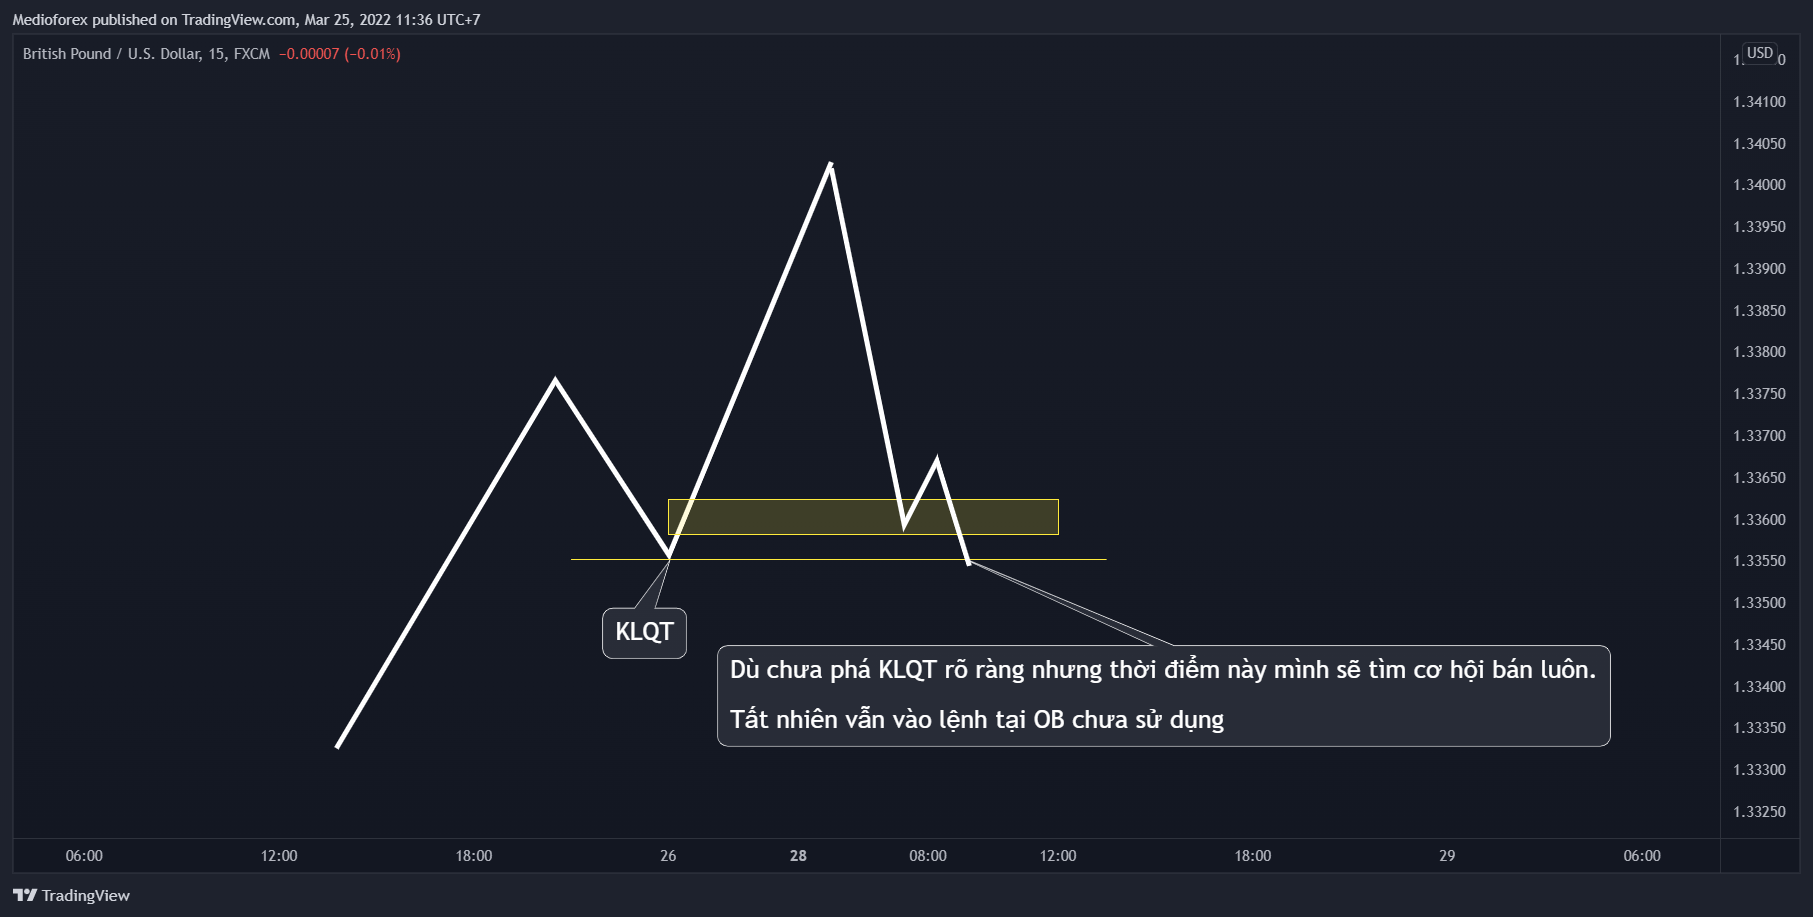 Medioforex published on TradingView.com, Mar 25, 2022 11:36 UTC+7
British Pound / U.S. Dollar, 15, FXCM −0.00007 (−0.01%)
USD
1.34100
1.34050
1.34000
1.33950
1.33900
1.33850
1.33800
1.33750
1.33700
1.33650
1.33600
1.33550
1.33500
1.33450
1.33400
1.33350
1.33300
1.33250
KLQT
Dù chưa phá KLQT rõ ràng nhưng thời điểm này mình sẽ tìm cơ hội bán luôn.
Tất nhiên vẫn vào lệnh tại OB chưa sử dụng
06:00 12:00 18:00 26 28 08:00 12:00 18:00 29 06:00
TradingView